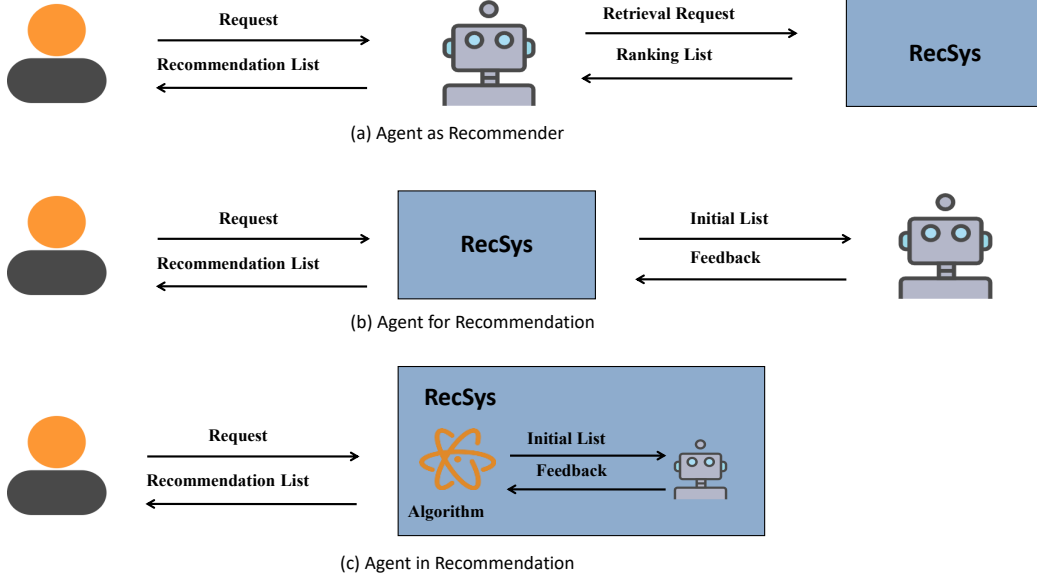 Request
Retrieval Request
Recommendation List
Ranking List
RecSys
(a) Agent as Recommender
Request
Initial List
Recommendation List
RecSys
Feedback
(b) Agent for Recommendation
RecSys
Request
Initial List
Recommendation List
Feedback
Algorithm
(c) Agent in Recommendation